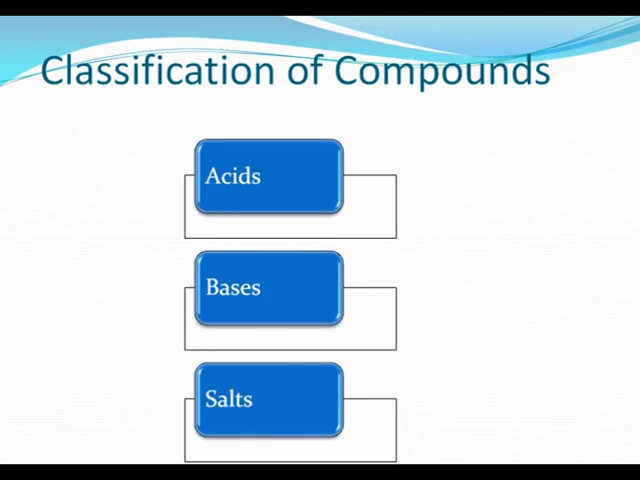 Classification of Compounds
Acids
Bases
Salts